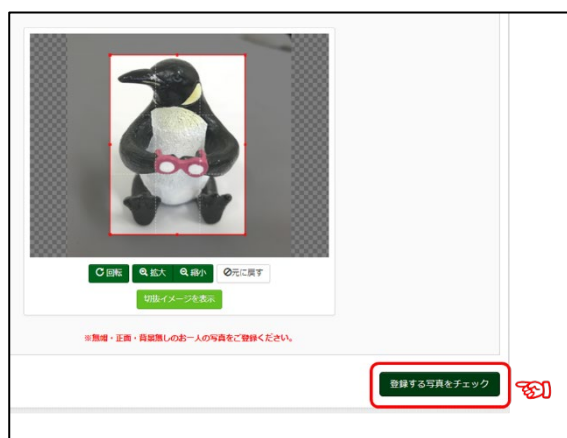 回転 拡大 縮小 元に戻す
切抜イメージを表示
※無帽・正面・背景無しのお一人の写真をご登録ください。
登録する写真をチェック